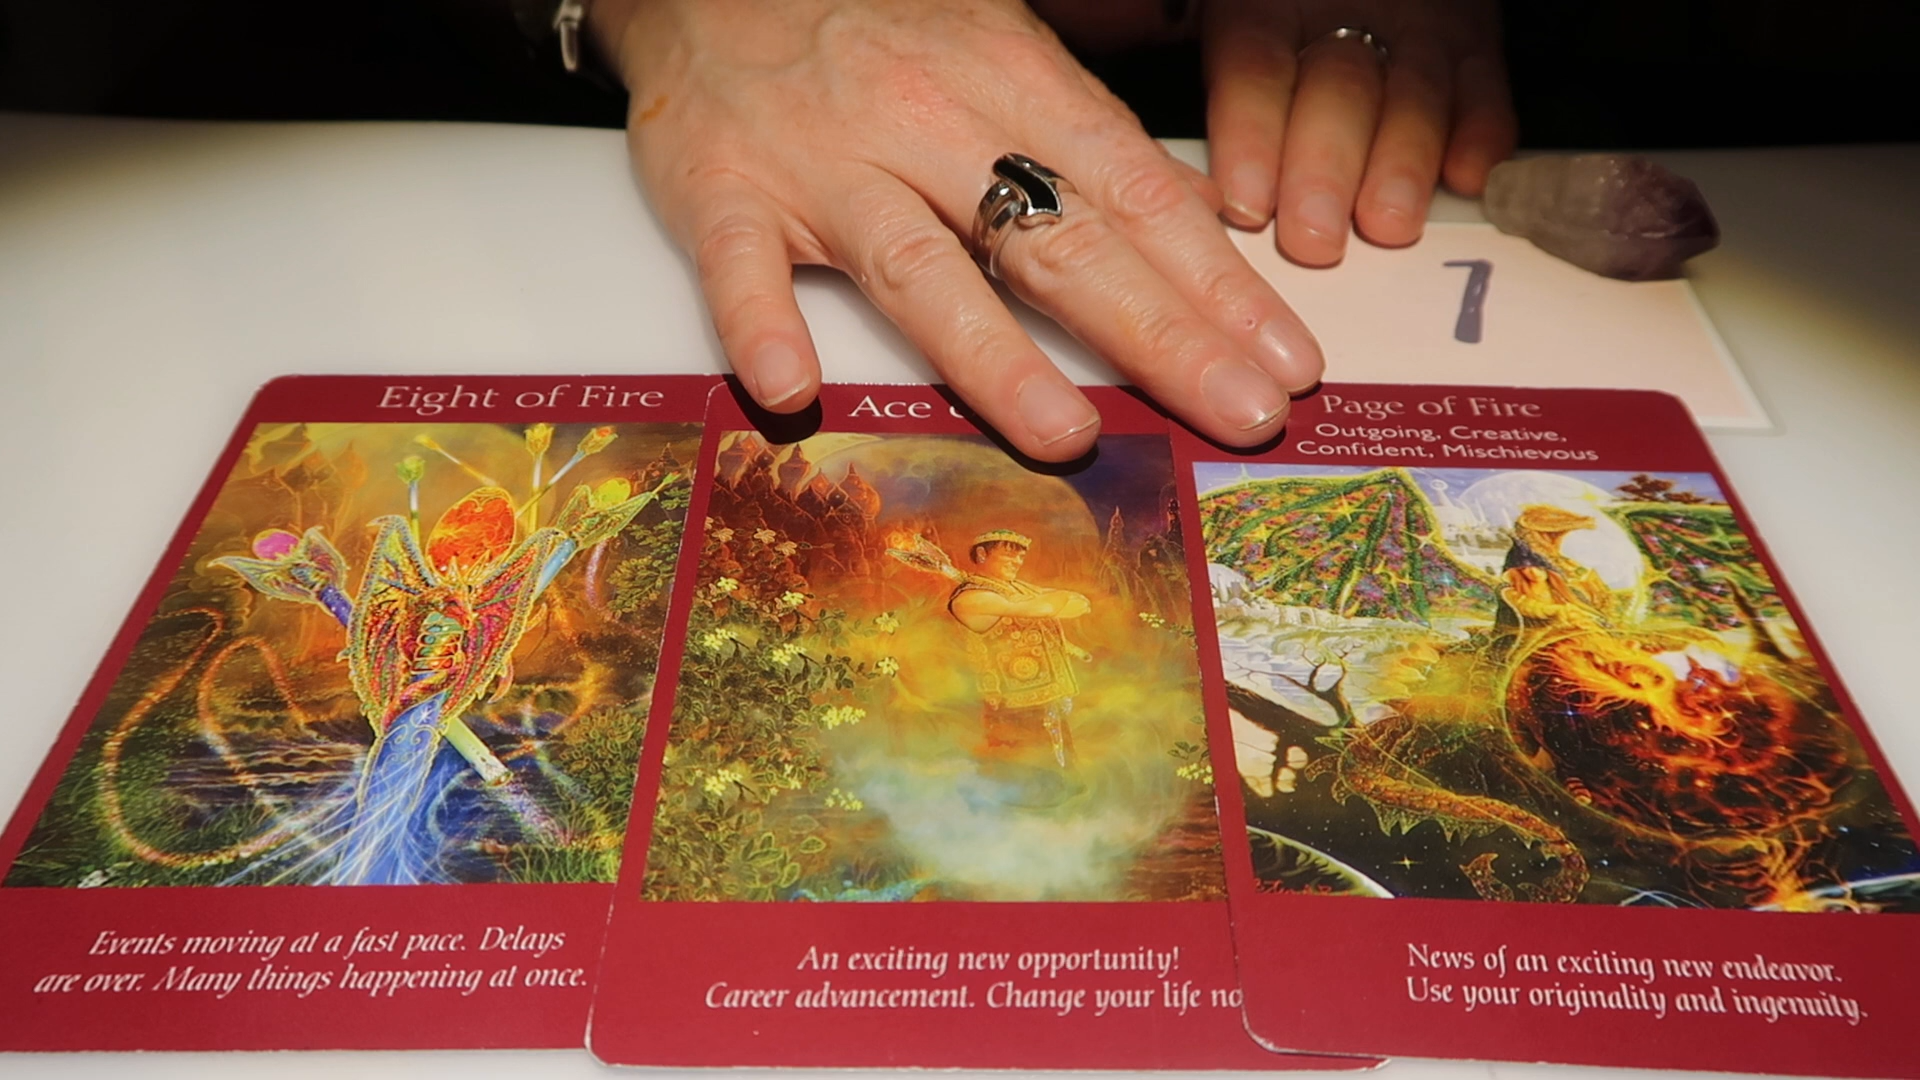 1
Eight of Fire
Ace
Page of Fire
Outgoing, Creative,
Confident, Mischievous
Events moving at a fast pace. Delays
are over. Many things happening at once.
An exciting new opportunity!
Career advancement. Change your life no
News of an exciting new endeavor.
Use your originality and ingenuity.